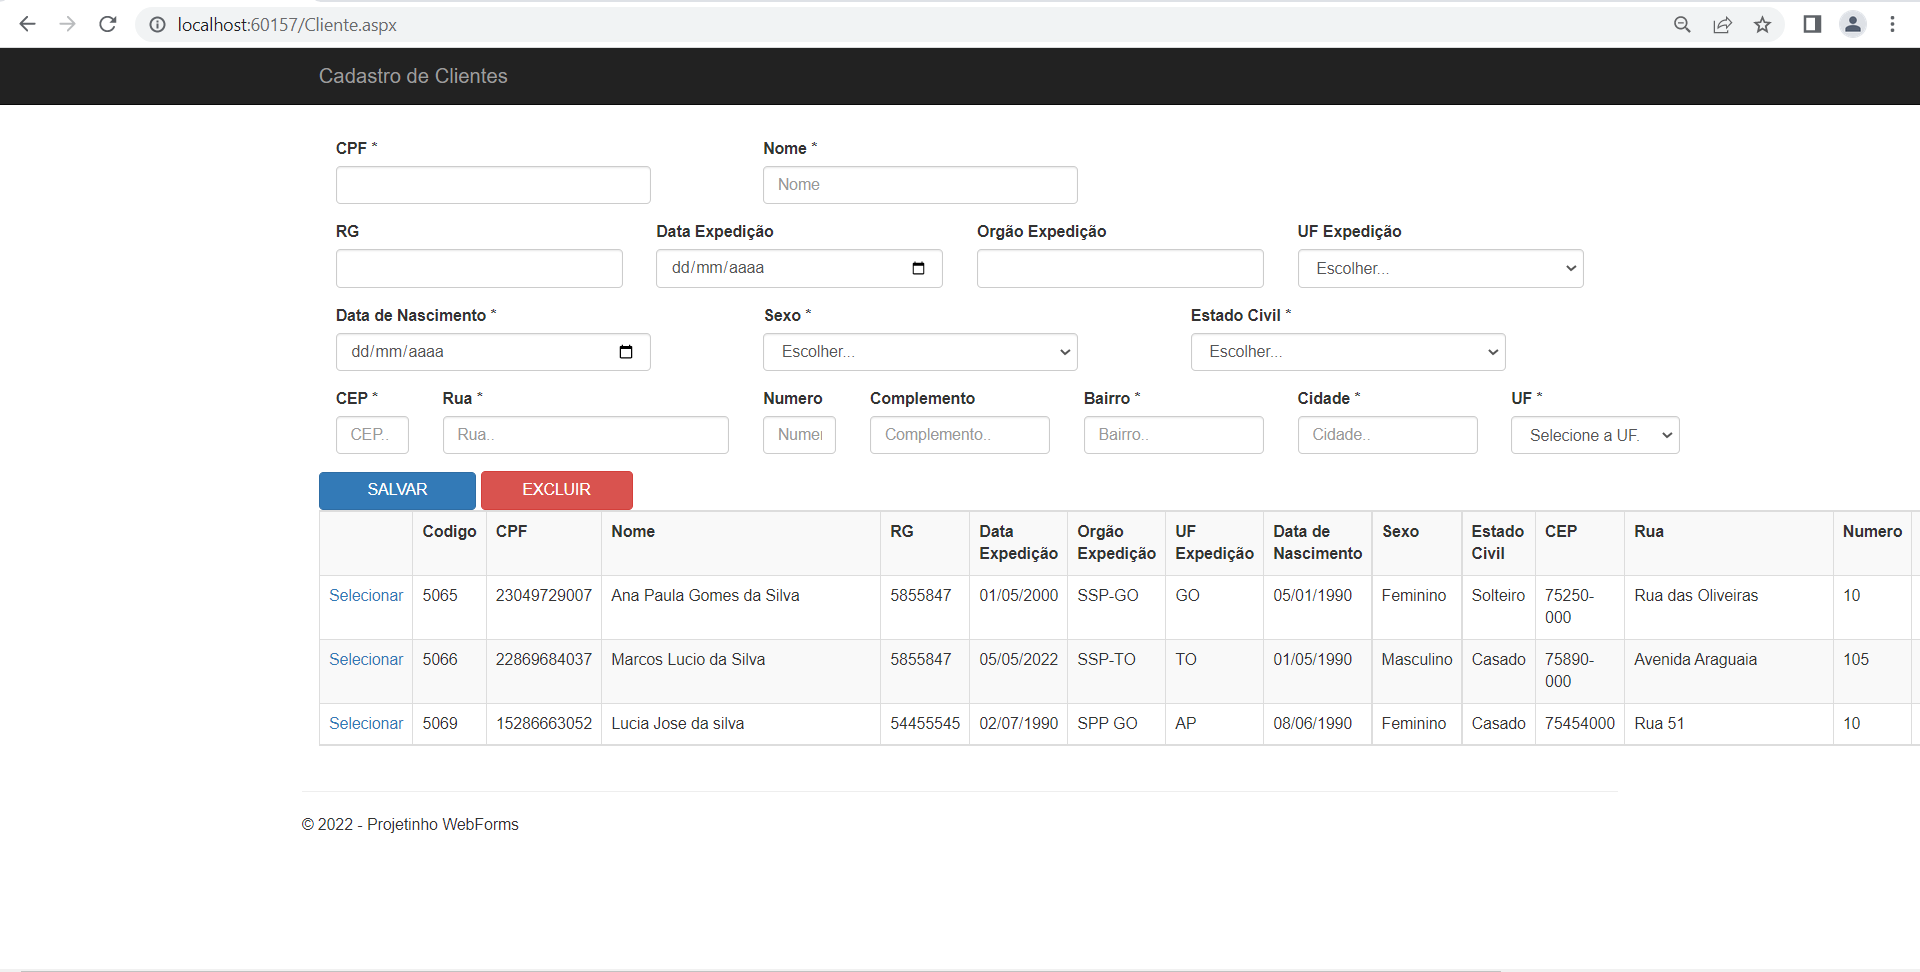 localhost:60157/Cliente.aspx
Cadastro de Clientes
CPF * Nome *
Nome
RG Data Expedição Orgão Expedição UF Expedição
dd/mm/aaaa Escolher...
Data de Nascimento * Sexo * Estado Civil *
dd/mm/aaaa Escolher... Escolher...
CEP * Rua * Numero Complemento Bairro * Cidade * UF *
CEP.. Rua.. Numer Complemento.. Bairro.. Cidade.. Selecione a UF.
SALVAR EXCLUIR
Codigo CPF Nome RG Data Orgão UF Data de Sexo Estado CEP Rua Numero
Expedição Expedição Expedição Nascimento Civil
Selecionar 5065 23049729007 Ana Paula Gomes da Silva 5855847 01/05/2000 SSP-GO GO 05/01/1990 Feminino Solteiro 75250- Rua das Oliveiras 10
000
Selecionar 5066 22869684037 Marcos Lucio da Silva 5855847 05/05/2022 SSP-TO TO 01/05/1990 Masculino Casado 75890- Avenida Araguaia 105
000
Selecionar 5069 15286663052 Lucia Jose da silva 54455545 02/07/1990 SPP GO AP 08/06/1990 Feminino Casado 75454000 Rua 51 10
© 2022 - Projetinho WebForms